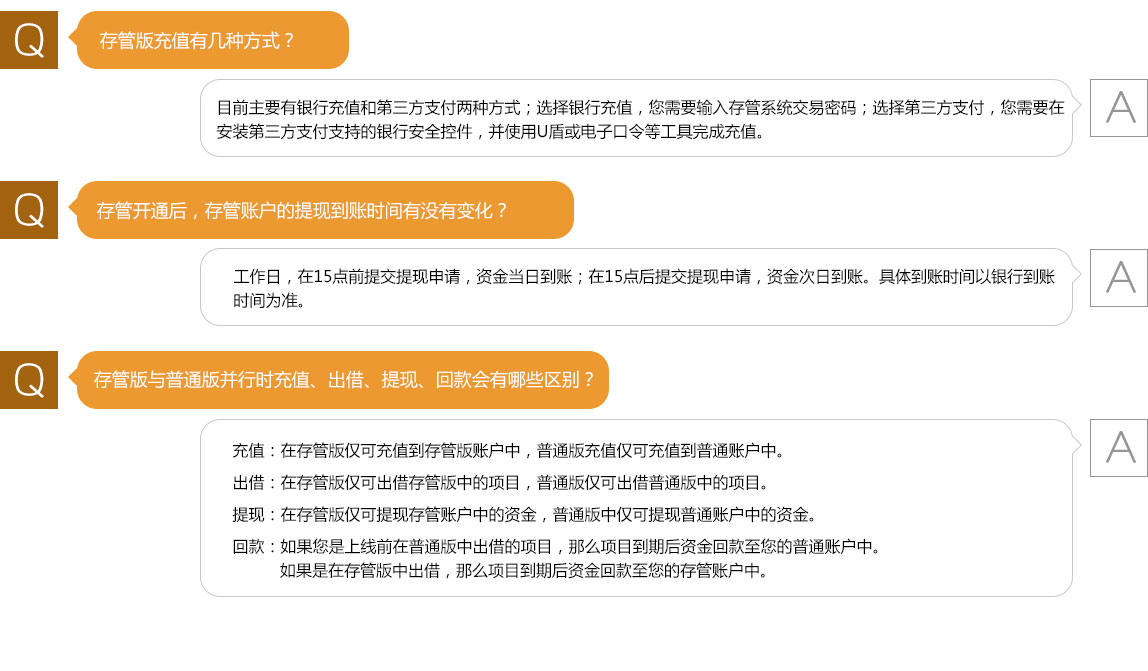 Q
存管版充值有几种方式？
目前主要有银行充值和第三方支付两种方式；选择银行充值，您需要输入存管系统交易密码；选择第三方支付，您需要在
安装第三方支付支持的银行安全控件，并使用U盾或电子口令等工具完成充值。
A
Q
存管开通后，存管账户的提现到账时间有没有变化？
工作日，在15点前提交提现申请，资金当日到账；在15点后提交提现申请，资金次日到账。具体到账时间以银行到账
时间为准。
A
Q
存管版与普通版并行时充值、出借、提现、回款会有哪些区别？
充值：在存管版仅可充值到存管版账户中，普通版充值仅可充值到普通账户中。
出借：在存管版仅可出借存管版中的项目，普通版仅可出借普通版中的项目。
提现：在存管版仅可提现存管账户中的资金，普通版中仅可提现普通账户中的资金。
回款：如果您是上线前在普通版中出借的项目，那么项目到期后资金回款至您的普通账户中。
如果是在存管版中出借，那么项目到期后资金回款至您的存管账户中。
A